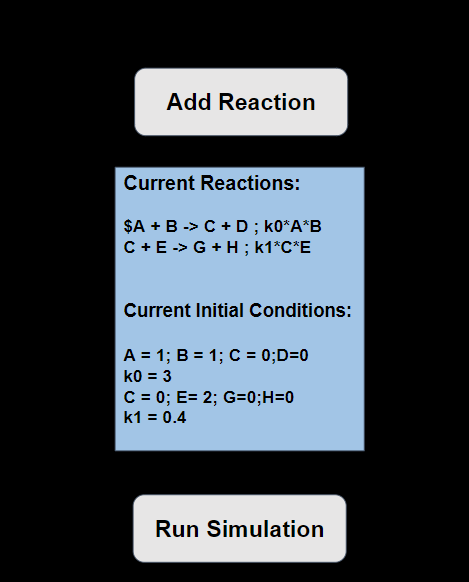 Add Reaction
Current Reactions:
$A + B -> C + D ; k0*A*B
C + E -> G + H ; k1*C*E
Current Initial Conditions:
A = 1; B = 1; C = 0;D=0
k0 = 3
C = 0; E= 2; G=0;H=0
k1 = 0.4
Run Simulation